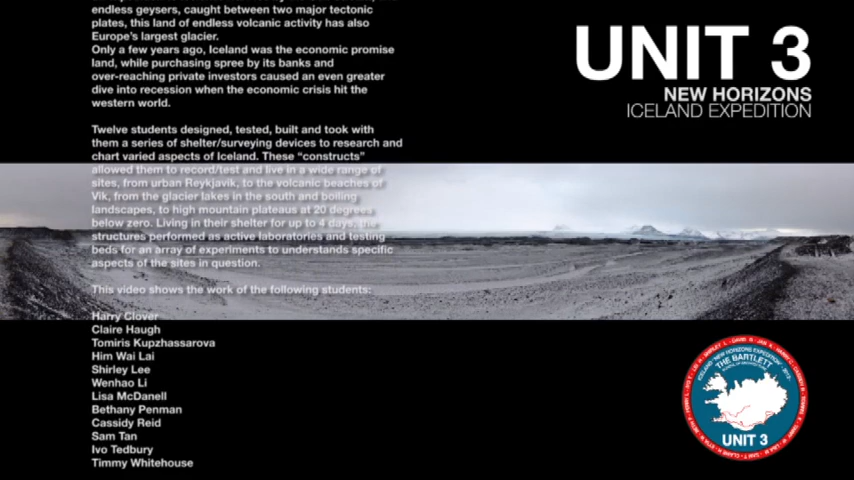 endless geysers, caught between two major tectonic
plates, this land of endless volcanic activity has also
Europe's largest glacier.
Only a few years ago, Iceland was the economic promise
land, while purchasing spree by its banks and
over-reaching private investors caused an even greater
dive into recession when the economic crisis hit the
western world.
Twelve students designed, tested, built and took with
them a series of shelter/surveying devices to research and
chart varied aspects of Iceland. These “constructs”
allowed them to record/test and live in a wide range of
sites, from urban Reykjavik, to the volcanic beaches of
Vik, from the glacier lakes in the south and boiling
landscapes, to high mountain plateaus at 20 degrees
below zero. Living in their shelter for up to 4 days, the
structures performed as active laboratories and testing
beds for an array of experiments to understands specific
aspects of the sites in question.
This video shows the work of the following students:
Harry Clover
Claire Haugh
Tomiris Kupzhassarova
Him Wai Lai
Shirley Lee
Wenhao Li
Lisa McDanell
Bethany Penman
Cassidy Reid
Sam Tan
Ivo Tedbury
Timmy Whitehouse
UNIT 3
NEW HORIZONS
ICELAND EXPEDITION
ICELAND "NEW HORIZONS EXPEDITION"
THE BARTLETT
SCHOOL OF ARCHITECTURE
UNIT 3